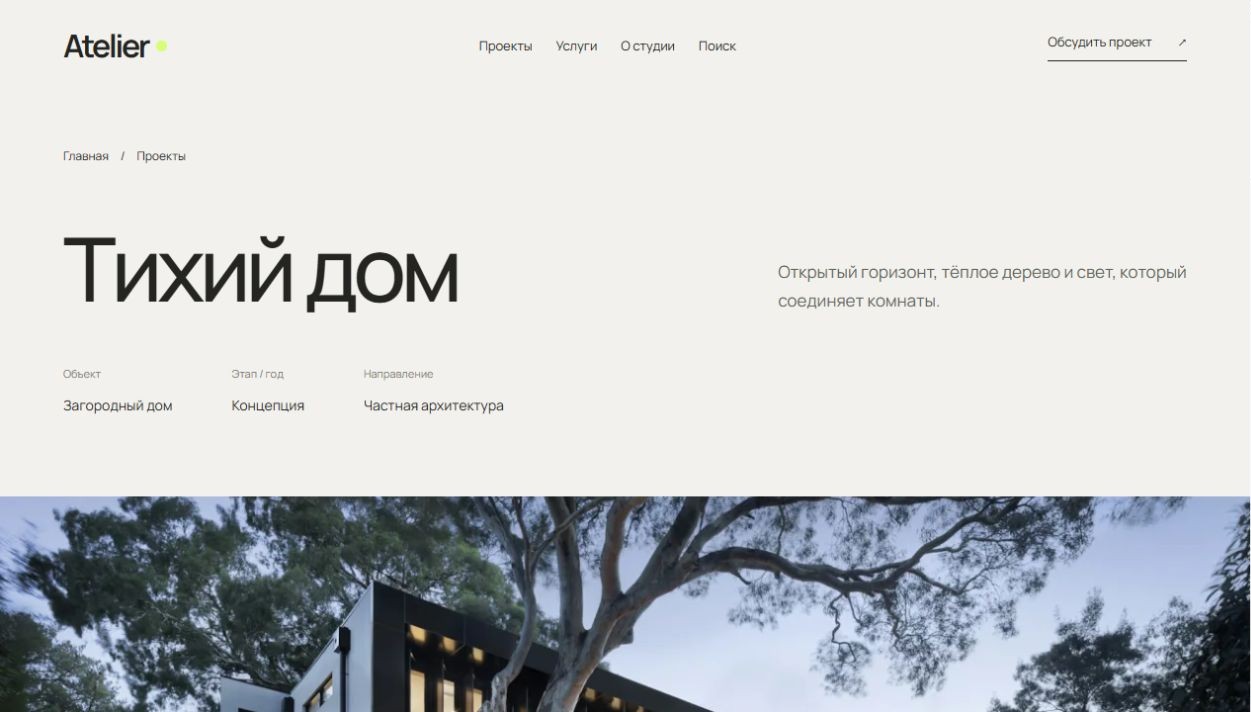 Atelier
Проекты Услуги О студии Поиск
Обсудить проект ↗
Главная / Проекты
Тихий дом
Открытый горизонт, тёплое дерево и свет, который
соединяет комнаты.
Объект Этап / год Направление
Загородный дом Концепция Частная архитектура